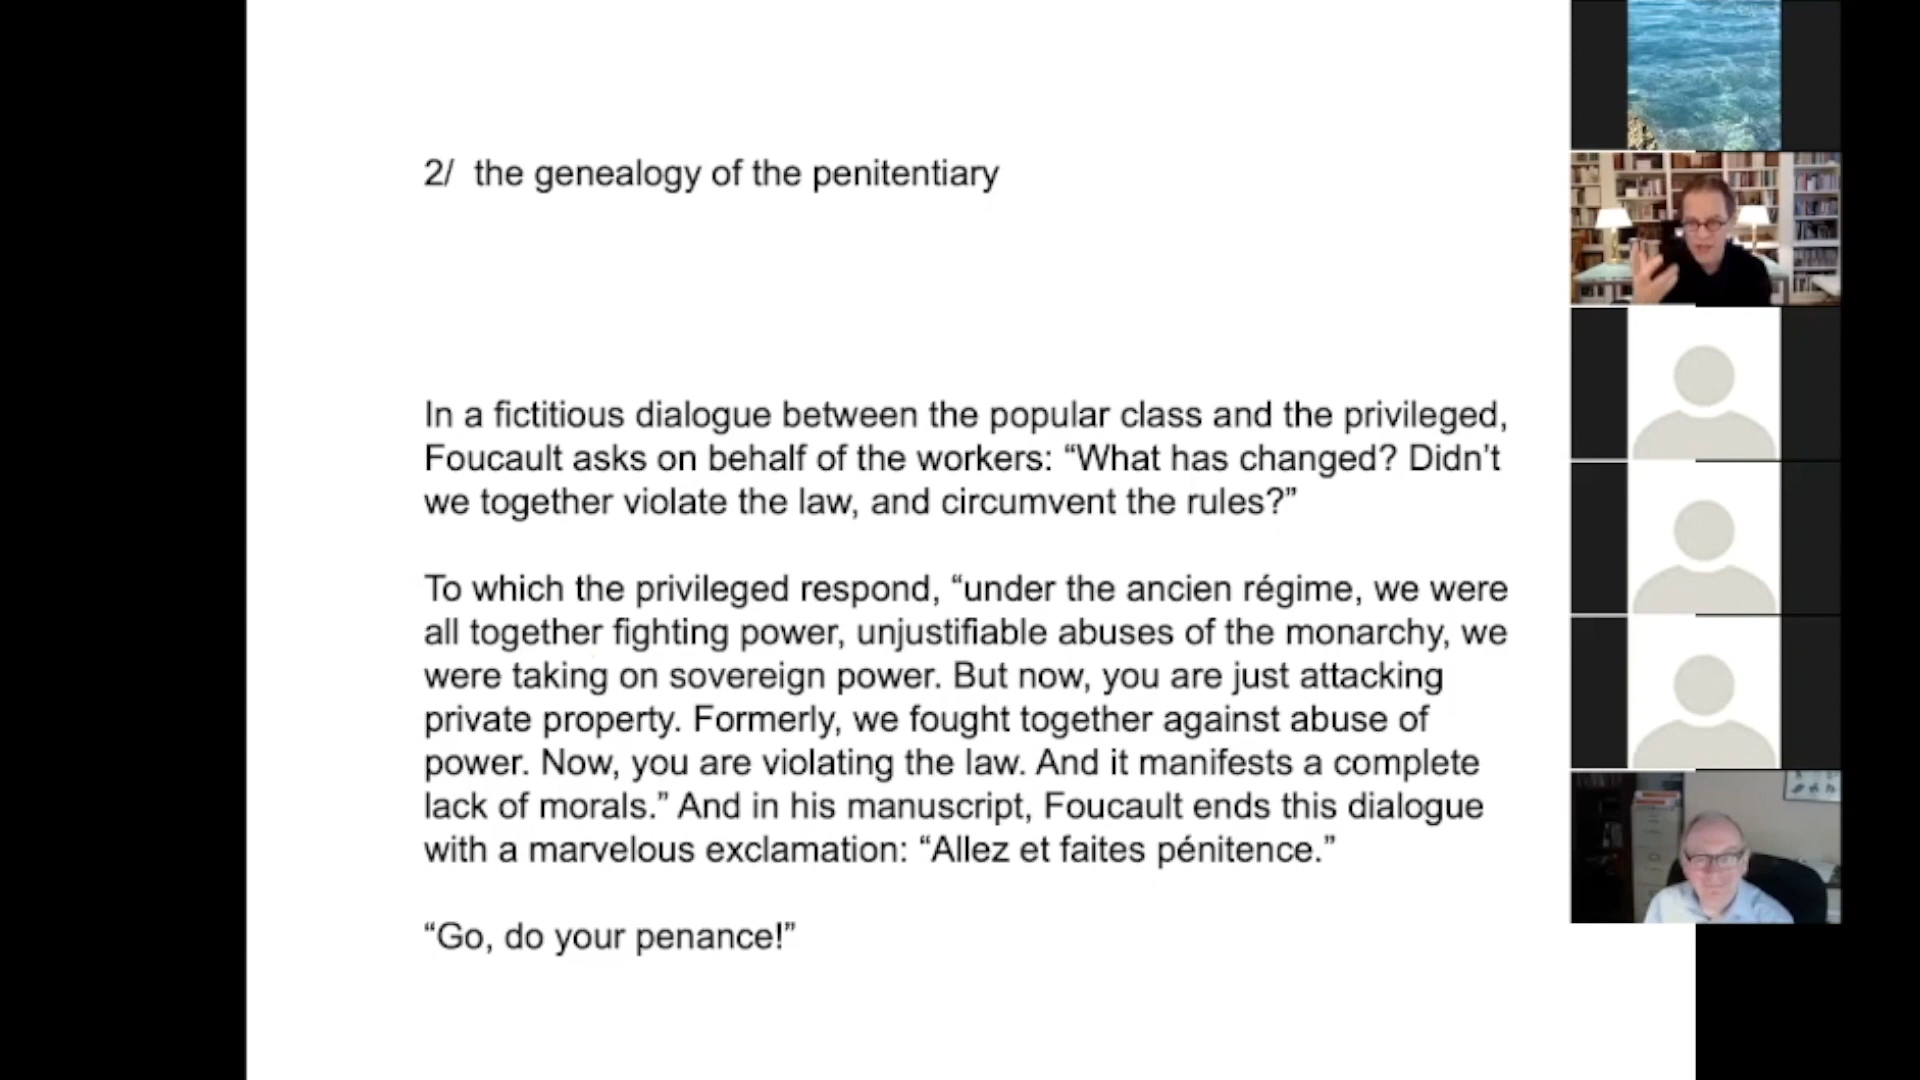 2/ the genealogy of the penitentiary
In a fictitious dialogue between the popular class and the privileged,
Foucault asks on behalf of the workers: “What has changed? Didn’t
we together violate the law, and circumvent the rules?”
To which the privileged respond, “under the ancien régime, we were
all together fighting power, unjustifiable abuses of the monarchy, we
were taking on sovereign power. But now, you are just attacking
private property. Formerly, we fought together against abuse of
power. Now, you are violating the law. And it manifests a complete
lack of morals.” And in his manuscript, Foucault ends this dialogue
with a marvelous exclamation: “Allez et faites pénitence.”
“Go, do your penance!”